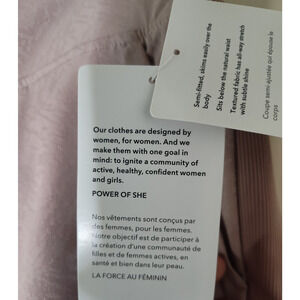 Semi-fitted, skims easily over the
body
Sits below the natural waist
Textured fabric has all-way stretch
with subtle shine
Coupe semi-ajustée qui épouse le
corps
Our clothes are designed by
women, for women. And we
make them with one goal in
mind: to ignite a community of
active, healthy, confident women
and girls.
POWER OF SHE
Nos vêtements sont conçus par
des femmes, pour les femmes.
Notre objectif est de participer à
la création d'une communauté de
filles et de femmes actives, en
santé et bien dans leur peau.
LA FORCE AU FÉMININ